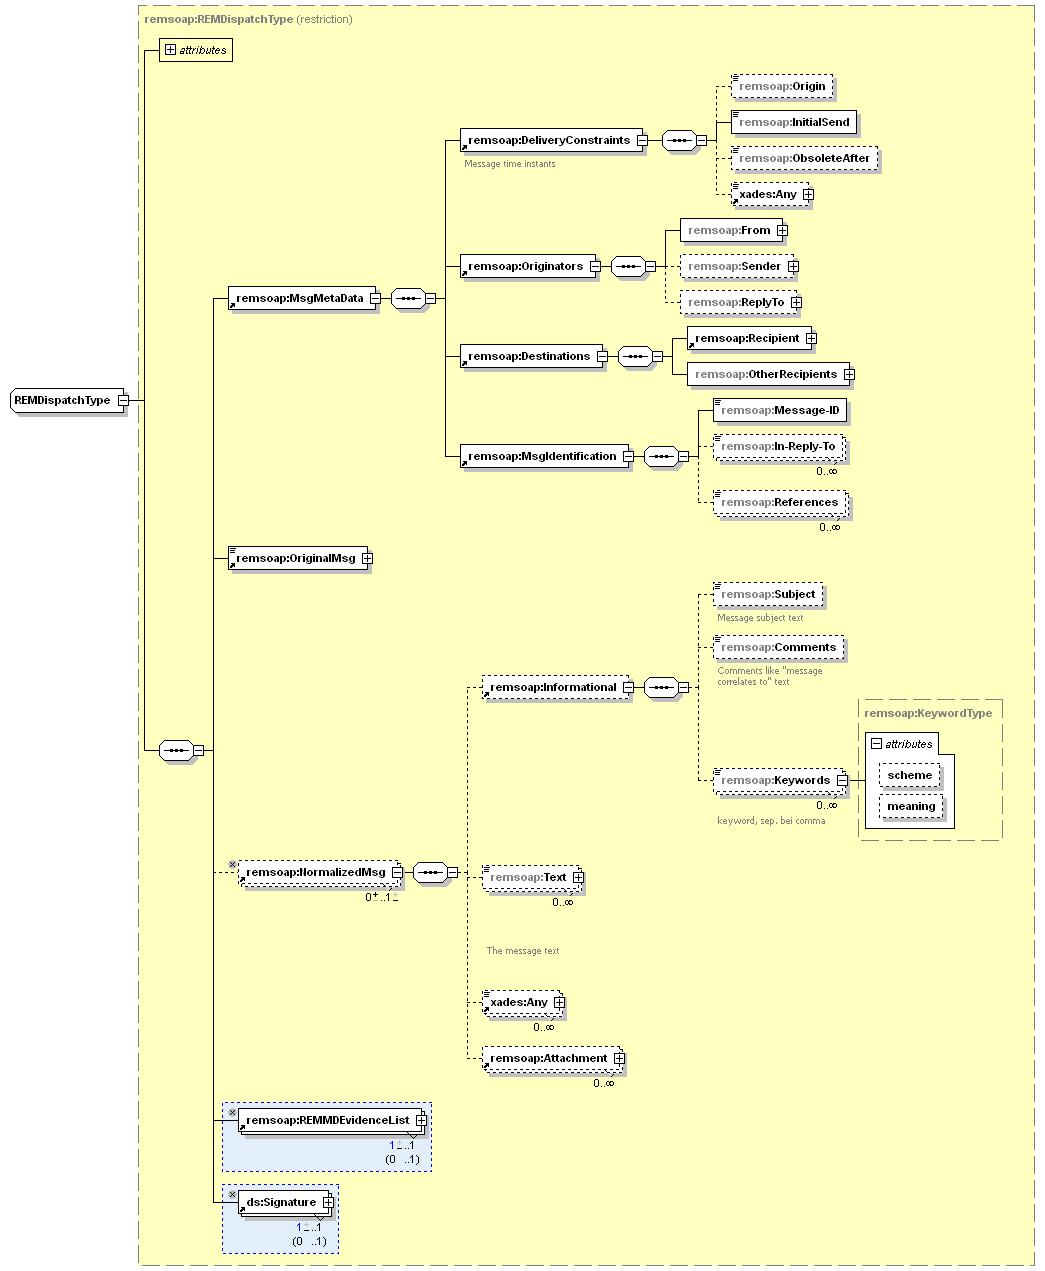 remsoap:REMDispatchType (restriction)
attributes
remsoap:Origin
remsoap:DeliveryConstraints
remsoap:InitialSend
Message time instants
remsoap:ObsoleteAfter
xades:Any
remsoap:From
remsoap:Originators
remsoap:Sender
remsoap:MsgMetaData
remsoap:ReplyTo
remsoap:Destinations
remsoap:Recipient
remsoap:OtherRecipients
REMDispatchType
remsoap:Message-ID
remsoap:MsgIdentification
remsoap:In-Reply-To
0..∞
remsoap:References
0..∞
remsoap:OriginalMsg
remsoap:Subject
Message subject text
remsoap:Comments
Comments like "message
correlates to" text
remsoap:Informational
remsoap:KeywordType
attributes
remsoap:Keywords
0..∞
scheme
meaning
keyword, sep. bei comma
remsoap:NormalizedMsg
0±..1±
remsoap:Text
0..∞
The message text
xades:Any
0..∞
remsoap:Attachment
0..∞
remsoap:REMMDEvidenceList
1±..1
(0 ..1)
ds:Signature
1±..1
(0 ..1)